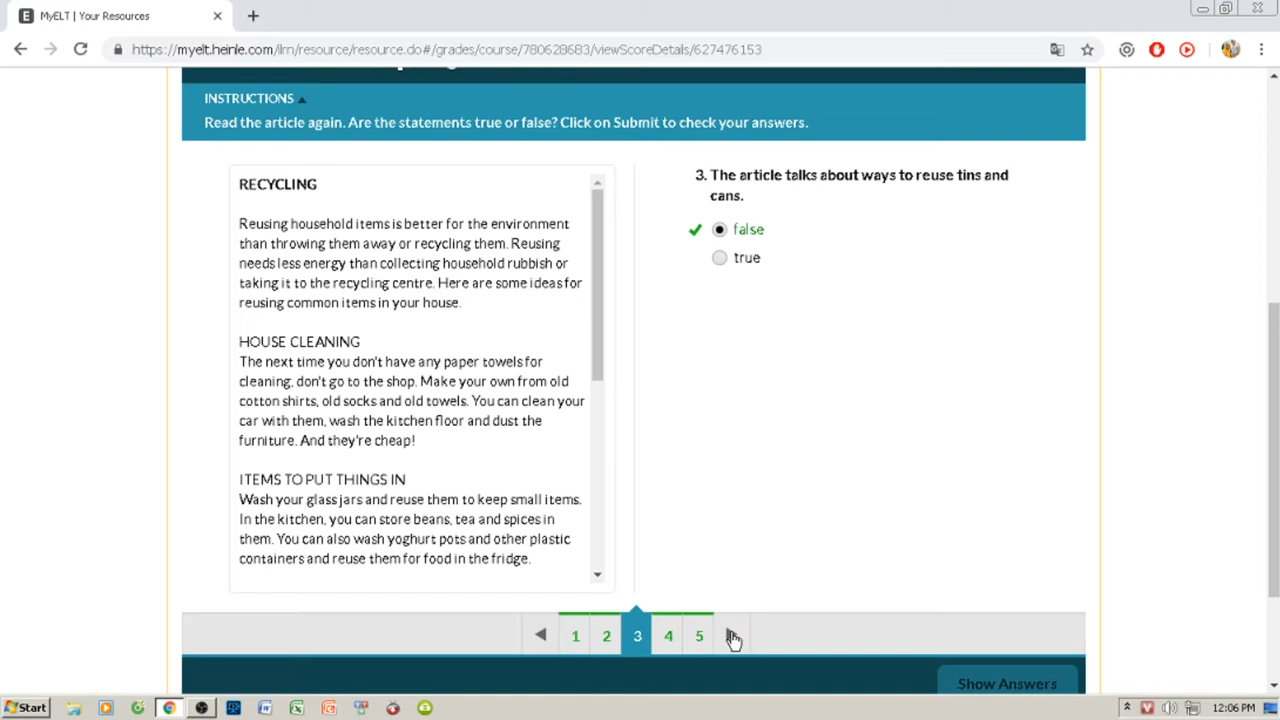 MyELT | Your Resources
https://myelt.heinle.com/ilrn/resource/resource.do#/grades/course/780628683/viewScoreDetails/627476153
INSTRUCTIONS
Read the article again. Are the statements true or false? Click on Submit to check your answers.
RECYCLING
Reusing household items is better for the environment
than throwing them away or recycling them. Reusing
needs less energy than collecting household rubbish or
taking it to the recycling centre. Here are some ideas for
reusing common items in your house.
HOUSE CLEANING
The next time you don't have any paper towels for
cleaning, don't go to the shop. Make your own from old
cotton shirts, old socks and old towels. You can clean your
car with them, wash the kitchen floor and dust the
furniture. And they're cheap!
ITEMS TO PUT THINGS IN
Wash your glass jars and reuse them to keep small items.
In the kitchen, you can store beans, tea and spices in
them. You can also wash yoghurt pots and other plastic
containers and reuse them for food in the fridge.
3. The article talks about ways to reuse tins and
cans.
false
true
1 2 3 4 5
Show Answers
Start
12:06 PM